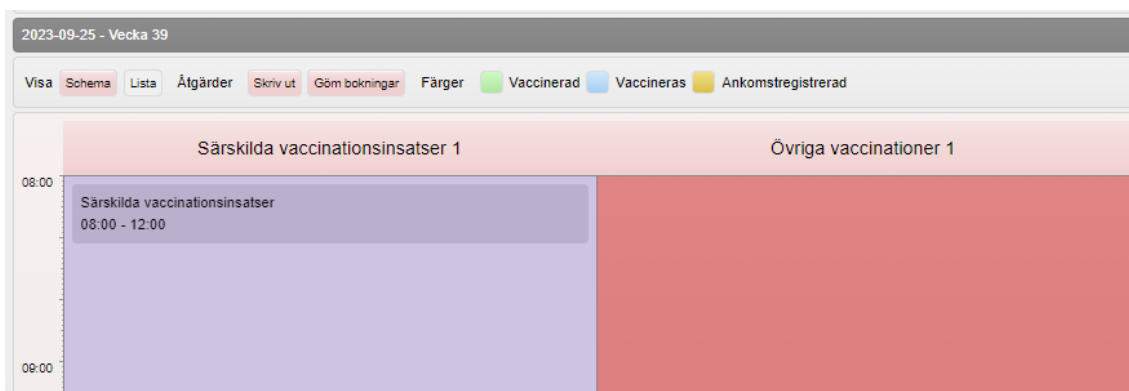 2023-09-25 - Vecka 39
Visa Schema Lista Åtgärder Skriv ut Göm bokningar Färger Vaccinerad Vaccineras Ankomstregistrerad
Särskilda vaccinationsinsatser 1 Övriga vaccinationer 1
08:00
Särskilda vaccinationsinsatser
08:00 - 12:00
09:00